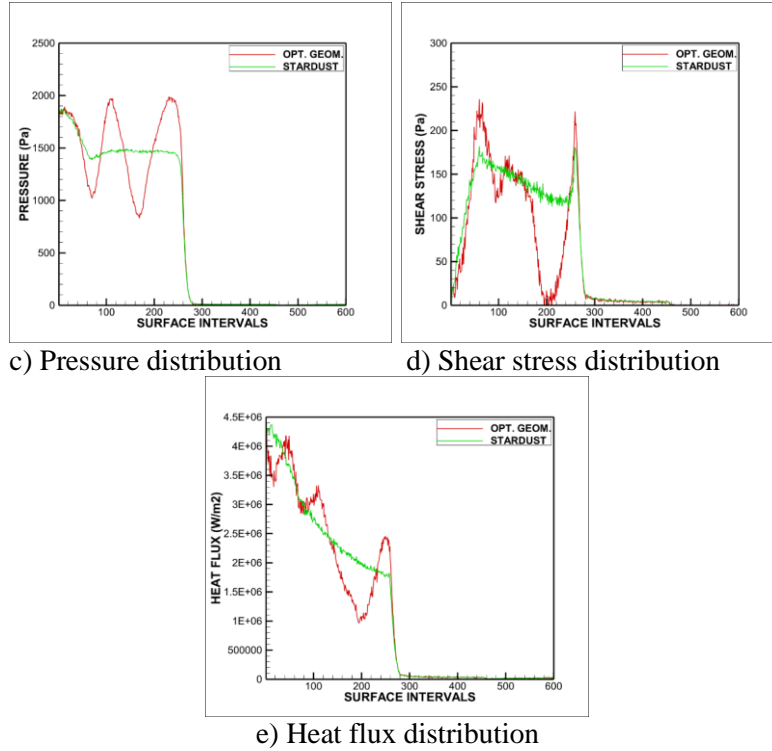 2500
2000
1500
1000
500
0
PRESSURE (Pa)
OPT. GEOM.
STARDUST
100 200 300 400 500 600
SURFACE INTERVALS
300
250
200
150
100
50
0
SHEAR STRESS (Pa)
OPT. GEOM.
STARDUST
100 200 300 400 500 600
SURFACE INTERVALS
c) Pressure distribution
d) Shear stress distribution
4.5E+06
4E+06
3.5E+06
3E+06
2.5E+06
2E+06
1.5E+06
1E+06
500000
0
HEAT FLUX (W/m2)
OPT. GEOM.
STARDUST
100 200 300 400 500 600
SURFACE INTERVALS
e) Heat flux distribution